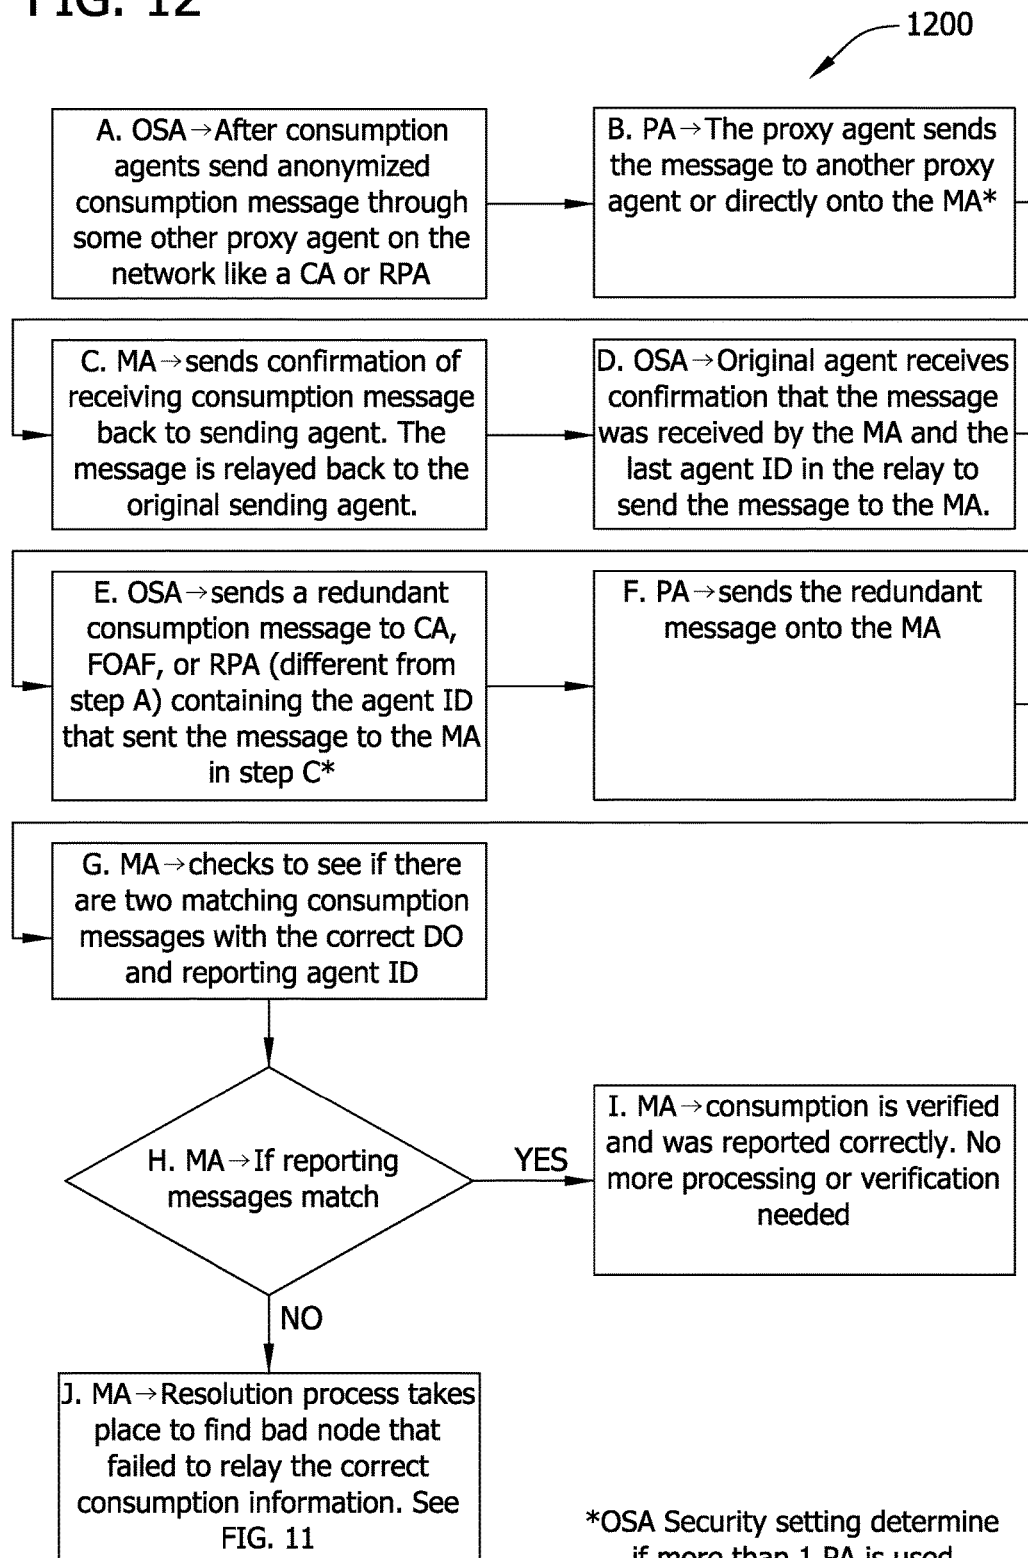 FIG. 12
1200
A. OSA→After consumption
agents send anonymized
consumption message through
some other proxy agent on the
network like a CA or RPA
B. PA→The proxy agent sends
the message to another proxy
agent or directly onto the MA*
C. MA→sends confirmation of
receiving consumption message
back to sending agent. The
message is relayed back to the
original sending agent.
D. OSA→Original agent receives
confirmation that the message
was received by the MA and the
last agent ID in the relay to
send the message to the MA.
E. OSA→sends a redundant
consumption message to CA,
FOAF, or RPA (different from
step A) containing the agent ID
that sent the message to the MA
in step C*
F. PA→sends the redundant
message onto the MA
G. MA→checks to see if there
are two matching consumption
messages with the correct DO
and reporting agent ID
H. MA→If reporting
messages match
YES
I. MA→consumption is verified
and was reported correctly. No
more processing or verification
needed
NO
J. MA→Resolution process takes
place to find bad node that
failed to relay the correct
consumption information. See
FIG. 11
*OSA Security setting determine
if more than 1 PA is used